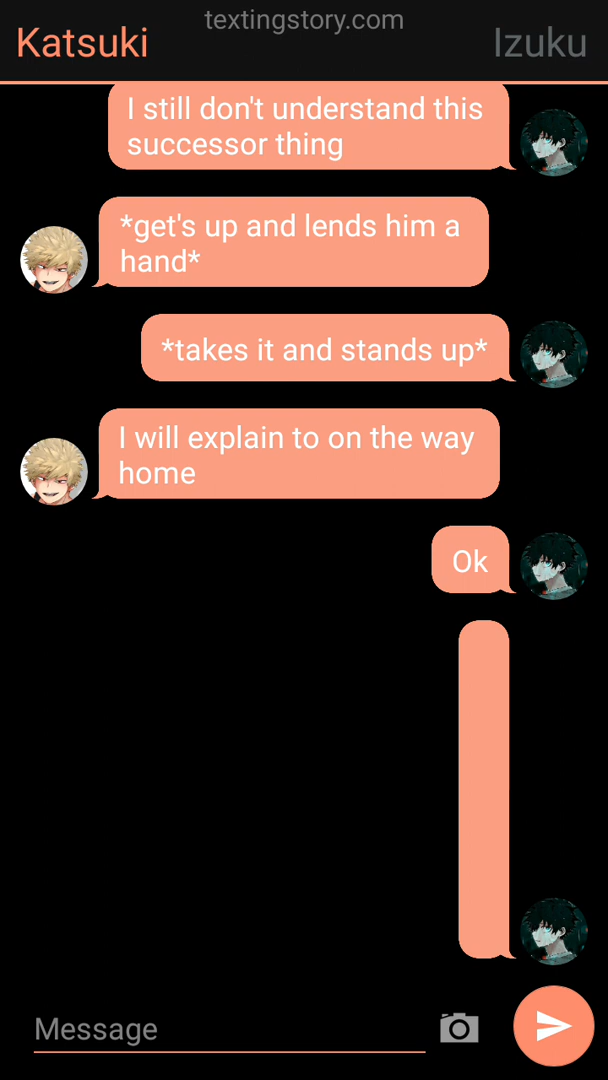 textingstory.com
Katsuki
Izuku
I still don't understand this
successor thing
*get's up and lends him a
hand*
*takes it and stands up*
I will explain to on the way
home
Ok
Message